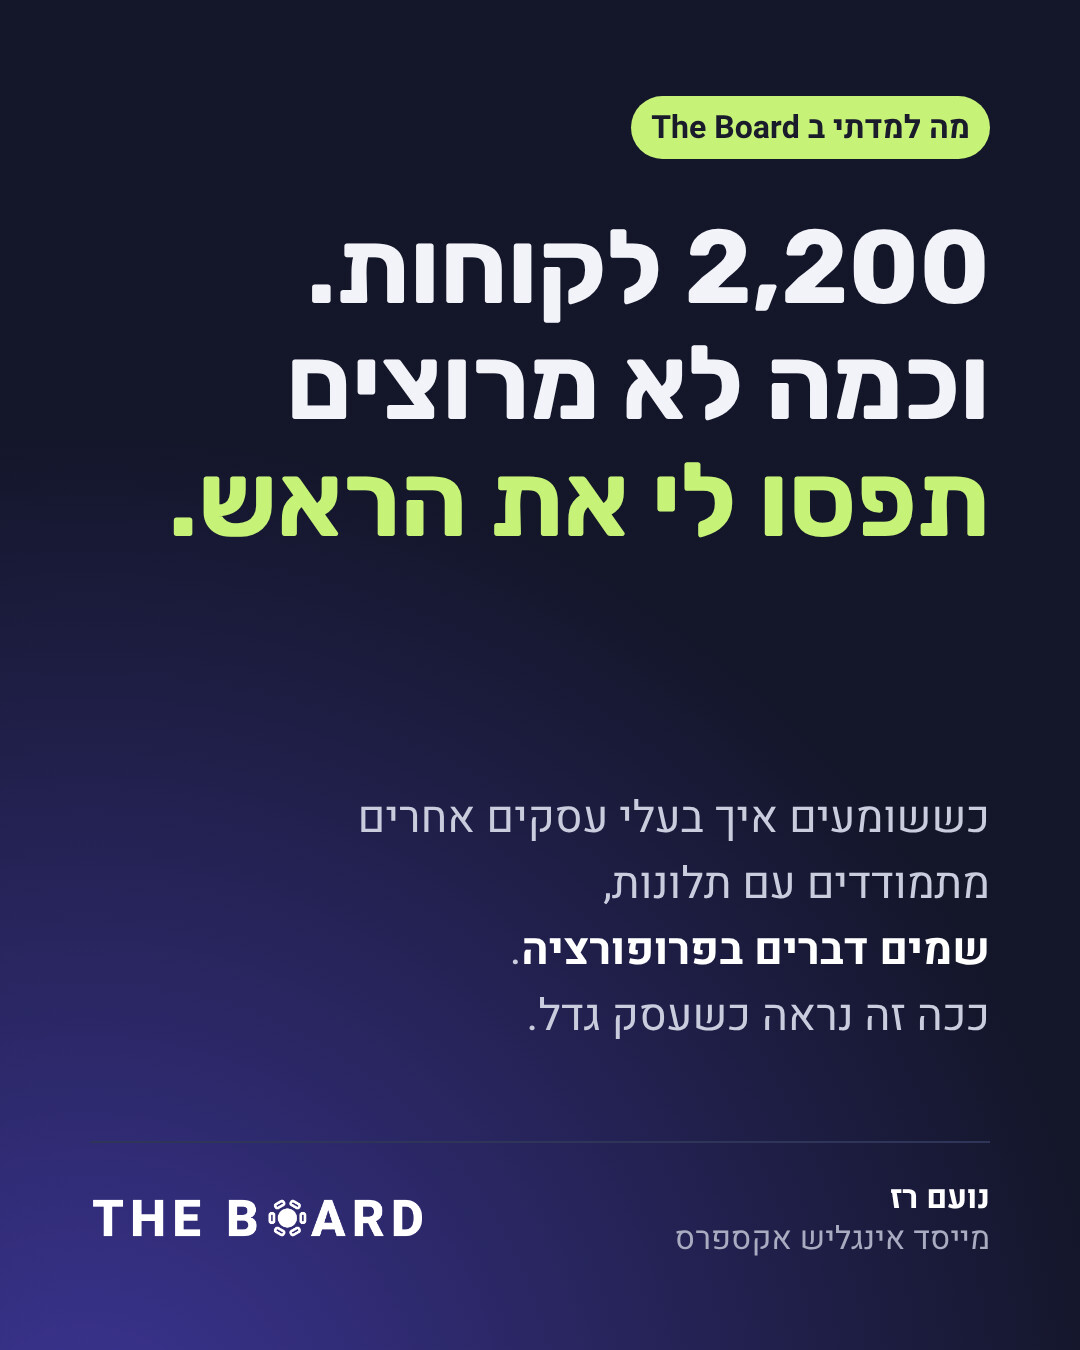 מה למדתי ב The Board
2,200 לקוחות.
וכמה לא מרוצים
תפסו לי את הראש.
כששומעים איך בעלי עסקים אחרים
מתמודדים עם תלונות,
שמים דברים בפרופורציה.
ככה זה נראה כשעסק גדל.
נועם רז
מייסד אינגליש אקספרס
THE BOARD